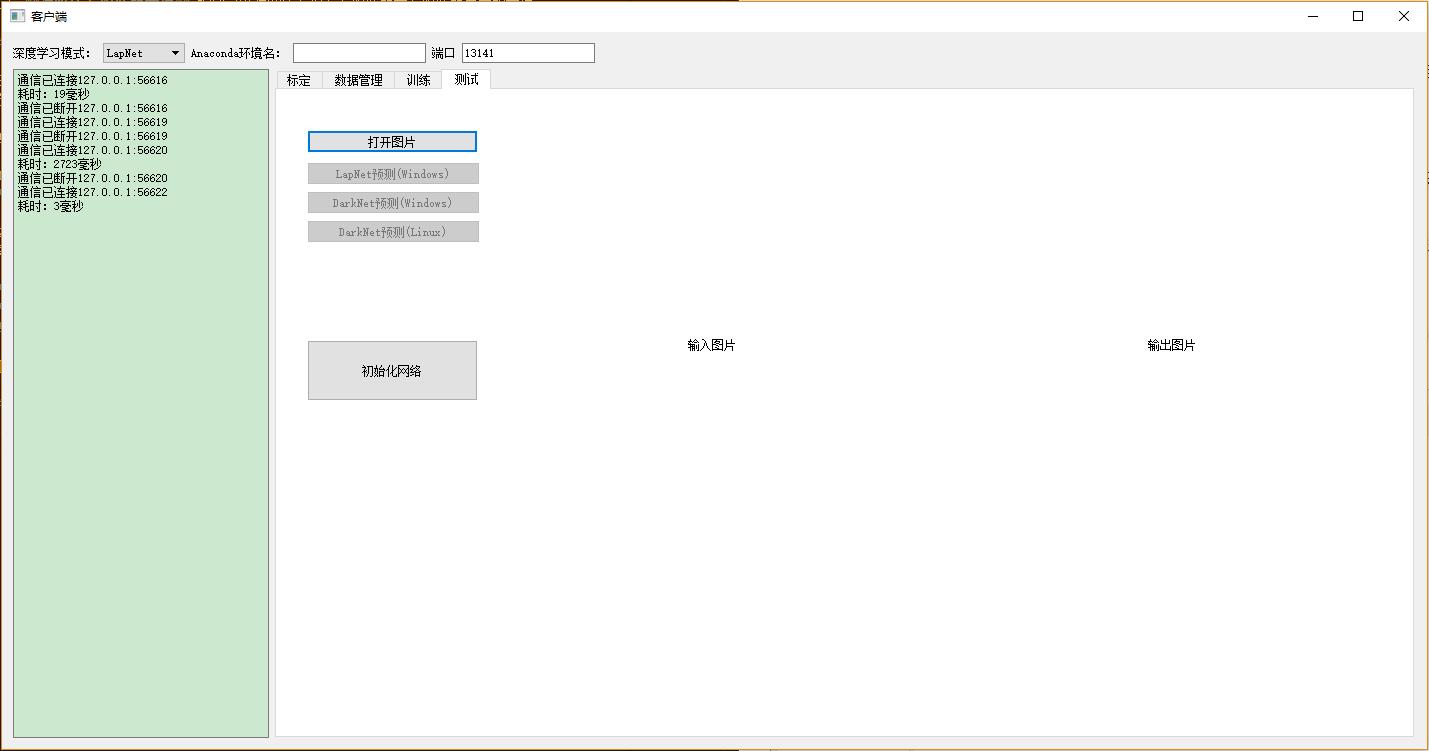 客户端
深度学习模式: LapNet Anaconda环境名: 端口 13141
通信已连接127.0.0.1:56616
耗时: 19毫秒
通信已断开127.0.0.1:56616
通信已连接127.0.0.1:56619
通信已断开127.0.0.1:56619
通信已连接127.0.0.1:56620
耗时: 2723毫秒
通信已断开127.0.0.1:56620
通信已连接127.0.0.1:56622
耗时: 3毫秒
标定 数据管理 训练 测试
打开图片
LapNet预测(Windows)
DarkNet预测(Windows)
DarkNet预测(Linux)
初始化网络
输入图片
输出图片